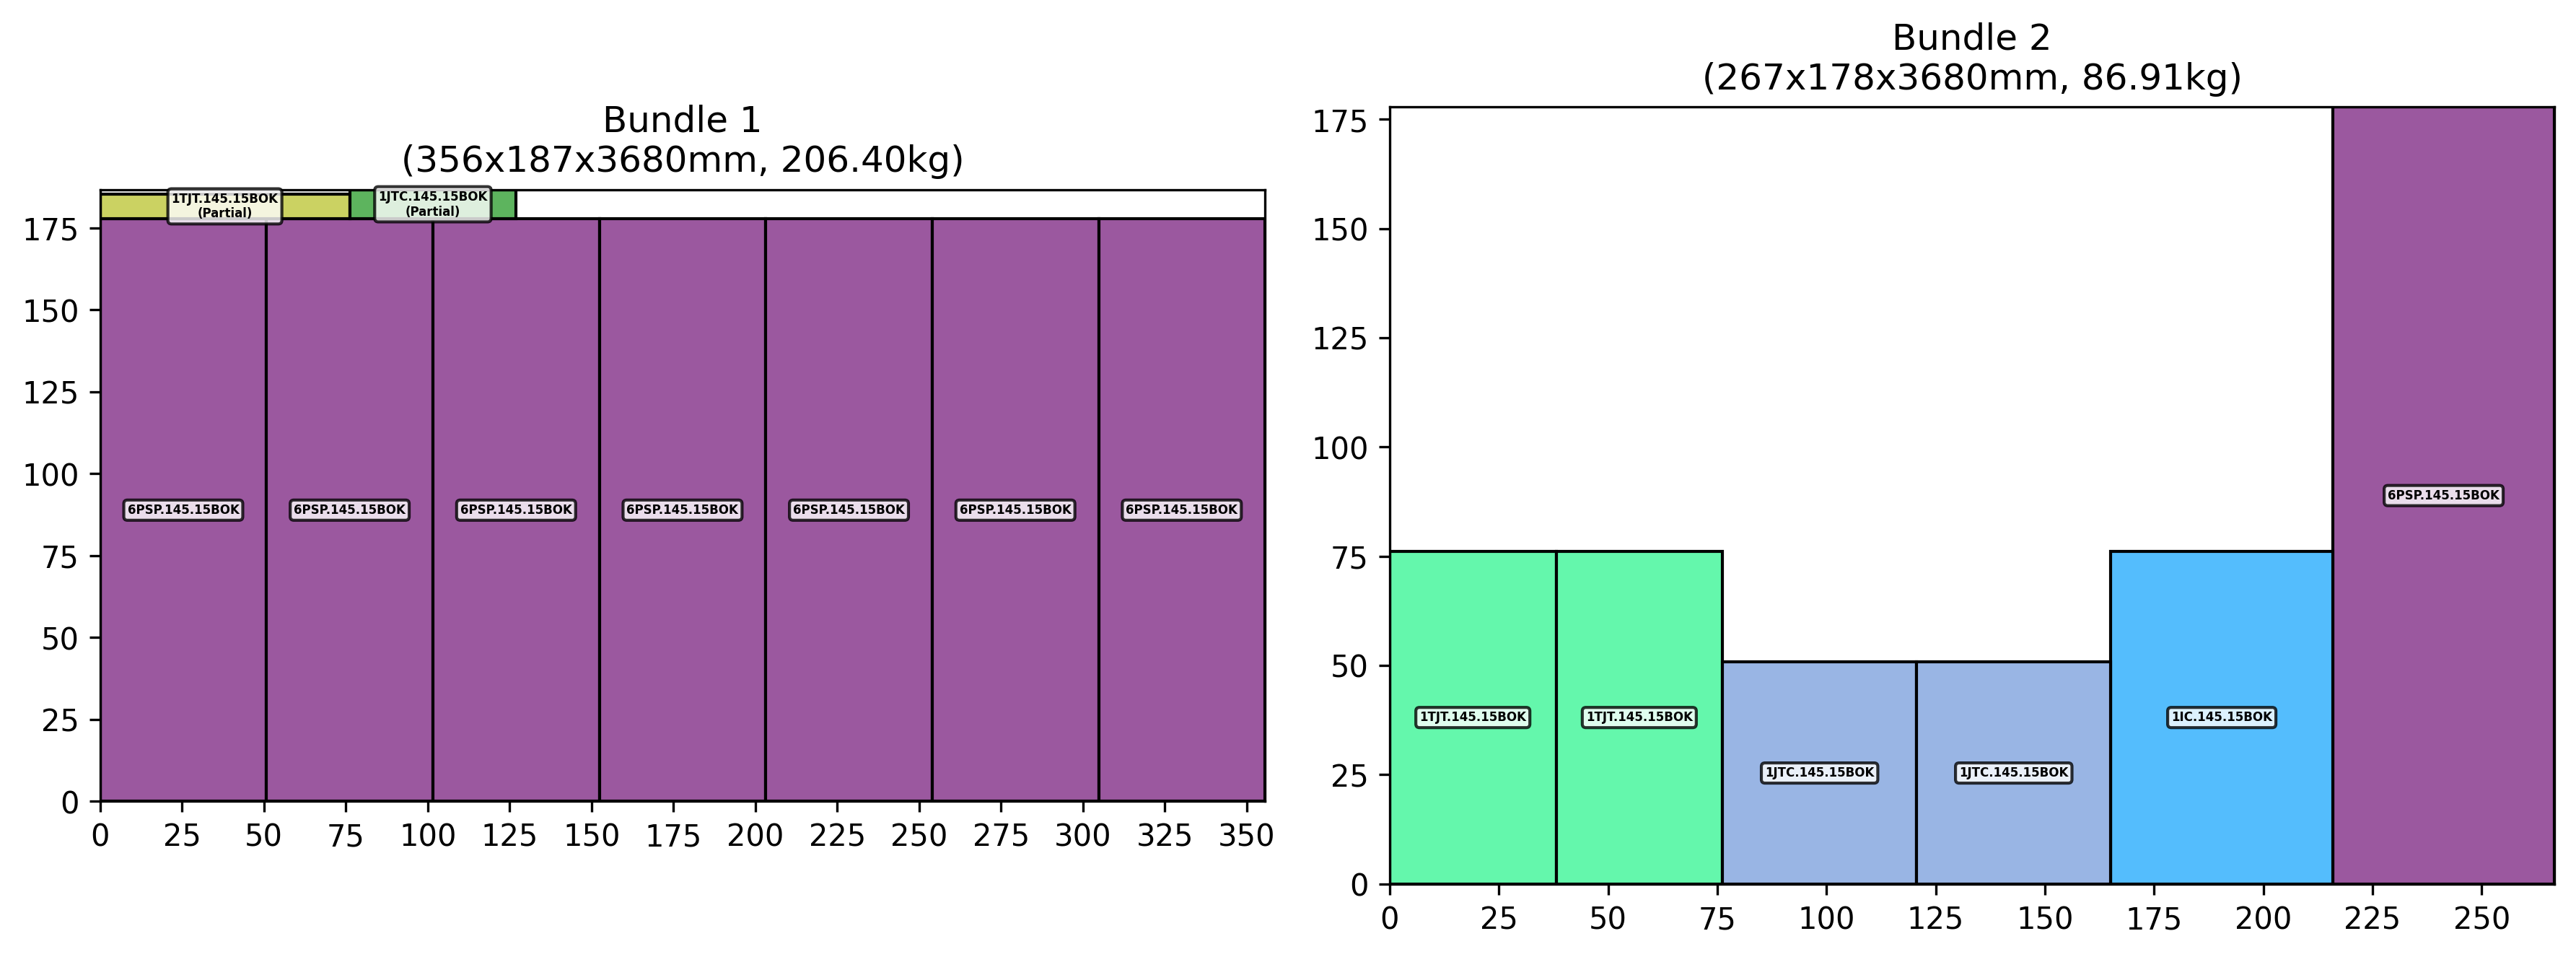 Bundle 1
(356x187x3680mm, 206.40kg)
1TJT.145.15BOK
(Partial)
1JTC.145.15BOK
(Partial)
175
150
125
100
75
50
25
0
6PSP.145.15BOK
6PSP.145.15BOK
6PSP.145.15BOK
6PSP.145.15BOK
6PSP.145.15BOK
6PSP.145.15BOK
6PSP.145.15BOK
0 25 50 75 100 125 150 175 200 225 250 275 300 325 350
Bundle 2
(267x178x3680mm, 86.91kg)
175
150
125
100
75
50
25
0
6PSP.145.15BOK
1TJT.145.15BOK
1TJT.145.15BOK
1IC.145.15BOK
1JTC.145.15BOK
1JTC.145.15BOK
0 25 50 75 100 125 150 175 200 225 250